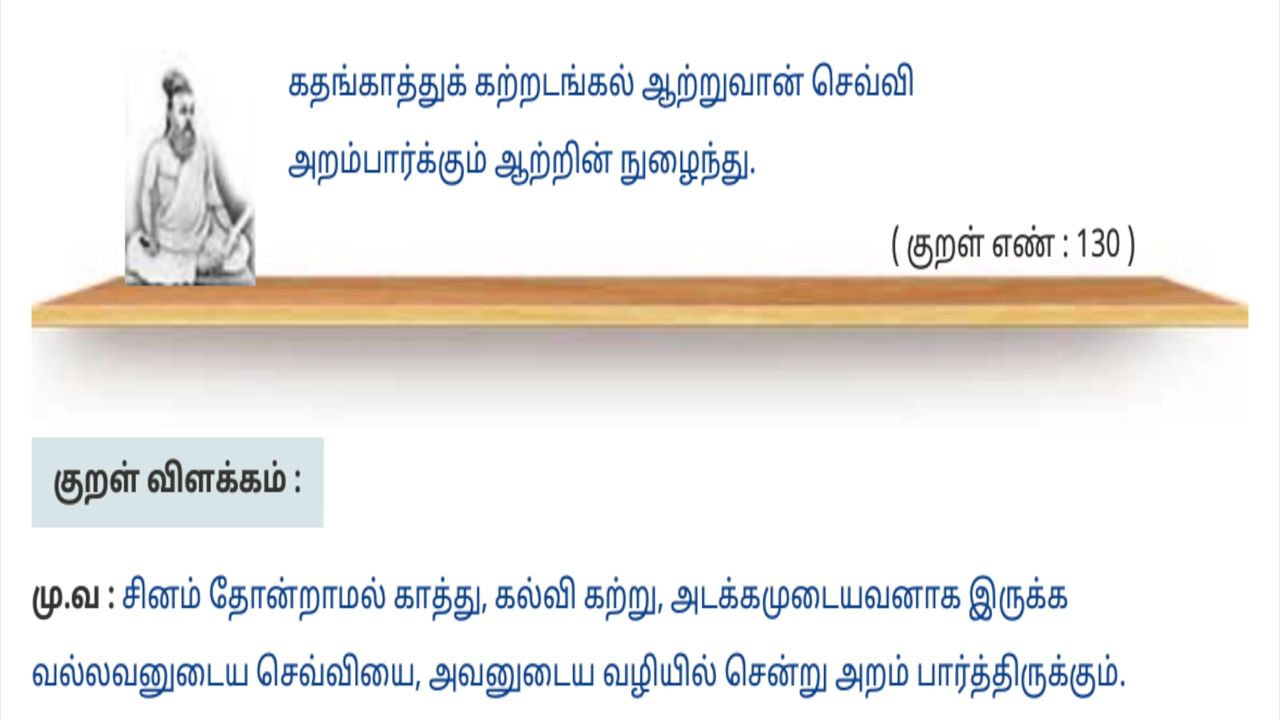 கதங்காத்துக் கற்றடங்கல் ஆற்றுவான் செவ்வி
அறம்பார்க்கும் ஆற்றின் நுழைந்து.
( குறள் எண் : 130 )
குறள் விளக்கம் :
மு.வ : சினம் தோன்றாமல் காத்து, கல்வி கற்று, அடக்கமுடையவனாக இருக்க
வல்லவனுடைய செவ்வியை, அவனுடைய வழியில் சென்று அறம் பார்த்திருக்கும்.